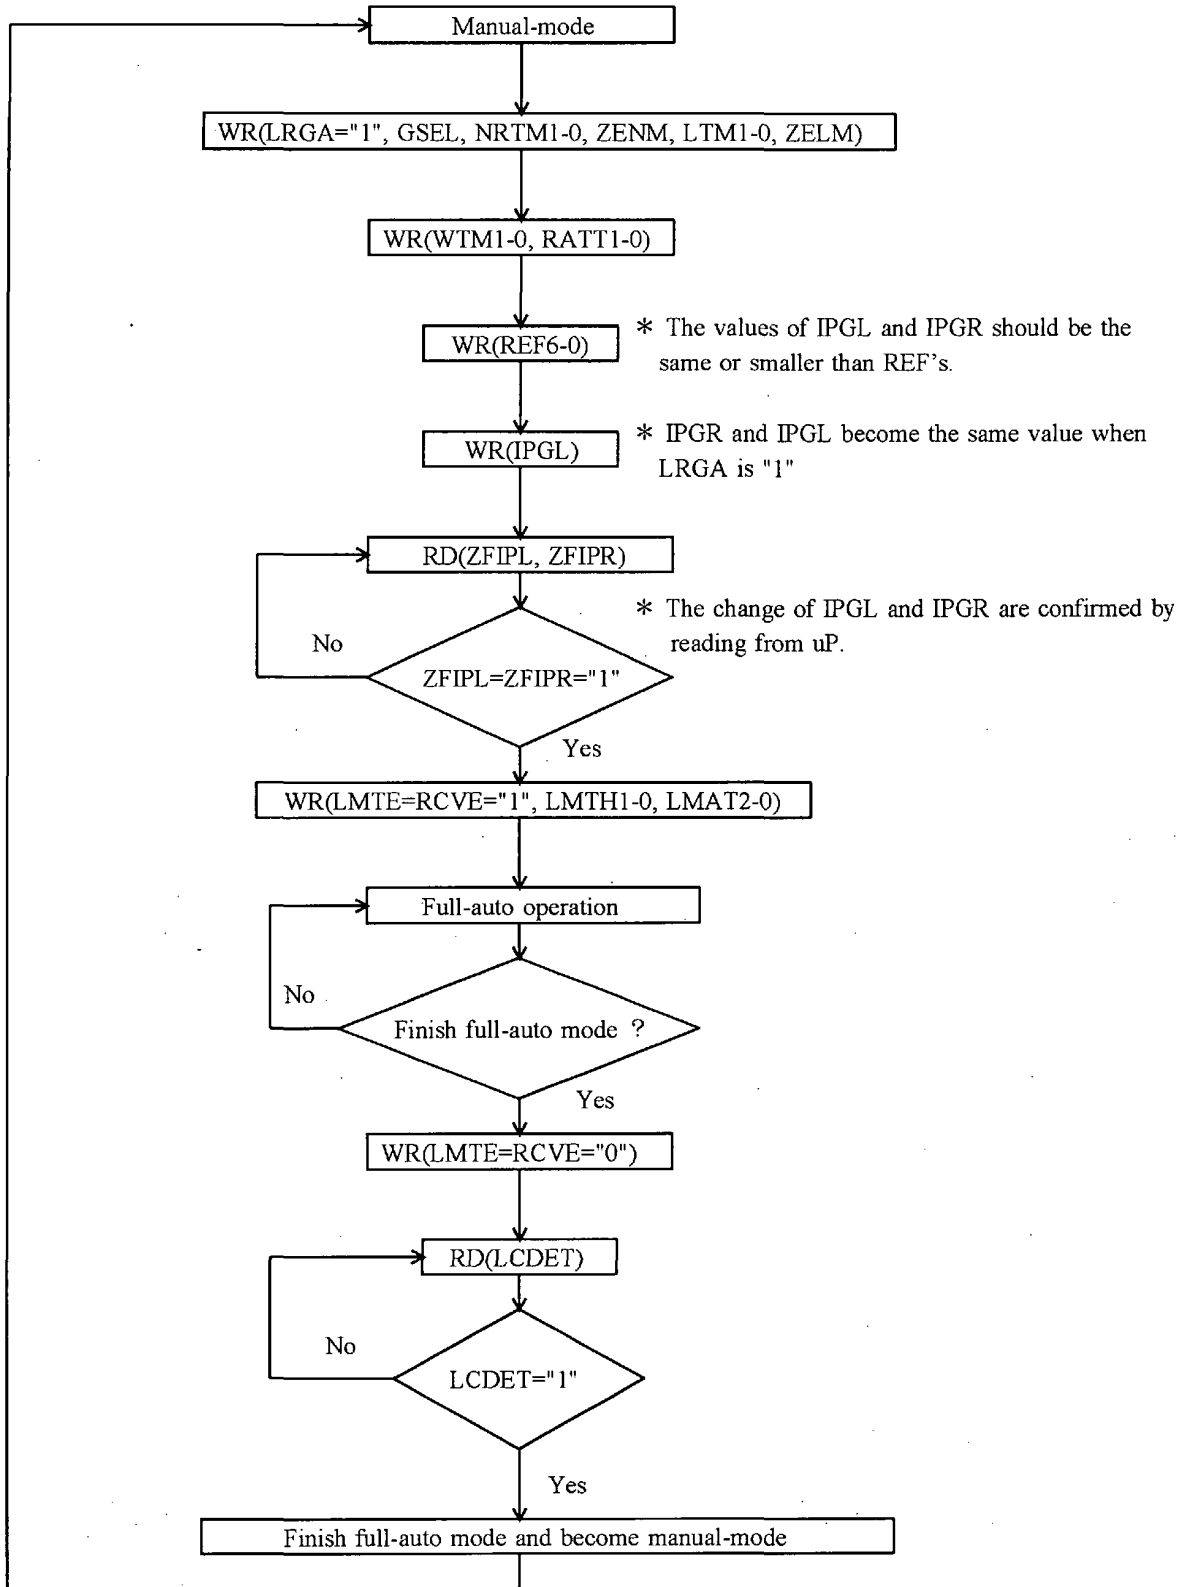 Manual-mode
WR(LRGA="1", GSEL, NRTM1-0, ZENM, LTM1-0, ZELM)
WR(WTM1-0, RATT1-0)
WR(REF6-0)
* The values of IPGL and IPGR should be the
same or smaller than REF's.
WR(IPGL)
* IPGR and IPGL become the same value when
LRGA is "1"
RD(ZFIPL, ZFIPR)
* The change of IPGL and IPGR are confirmed by
reading from uP.
No
ZFIPL=ZFIPR="1"
Yes
WR(LMTE=RCVE="1", LMTH1-0, LMAT2-0)
Full-auto operation
No
Finish full-auto mode ?
Yes
WR(LMTE=RCVE="0")
RD(LCDET)
No
LCDET="1"
Yes
Finish full-auto mode and become manual-mode